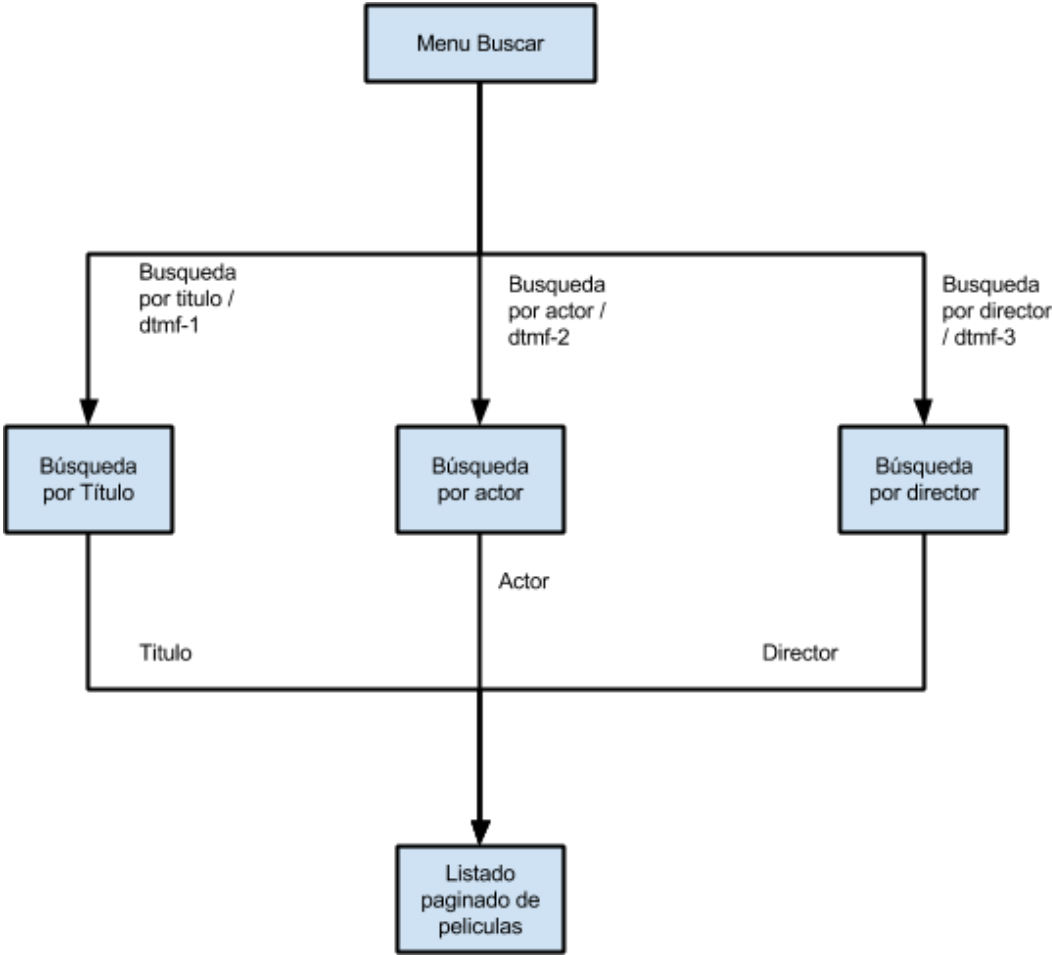 Menu Buscar
Busqueda
por titulo /
dtmf-1
Busqueda
por actor /
dtmf-2
Busqueda
por director
/ dtmf-3
Búsqueda
por Título
Búsqueda
por actor
Búsqueda
por director
Actor
Titulo
Director
Listado
paginado de
peliculas